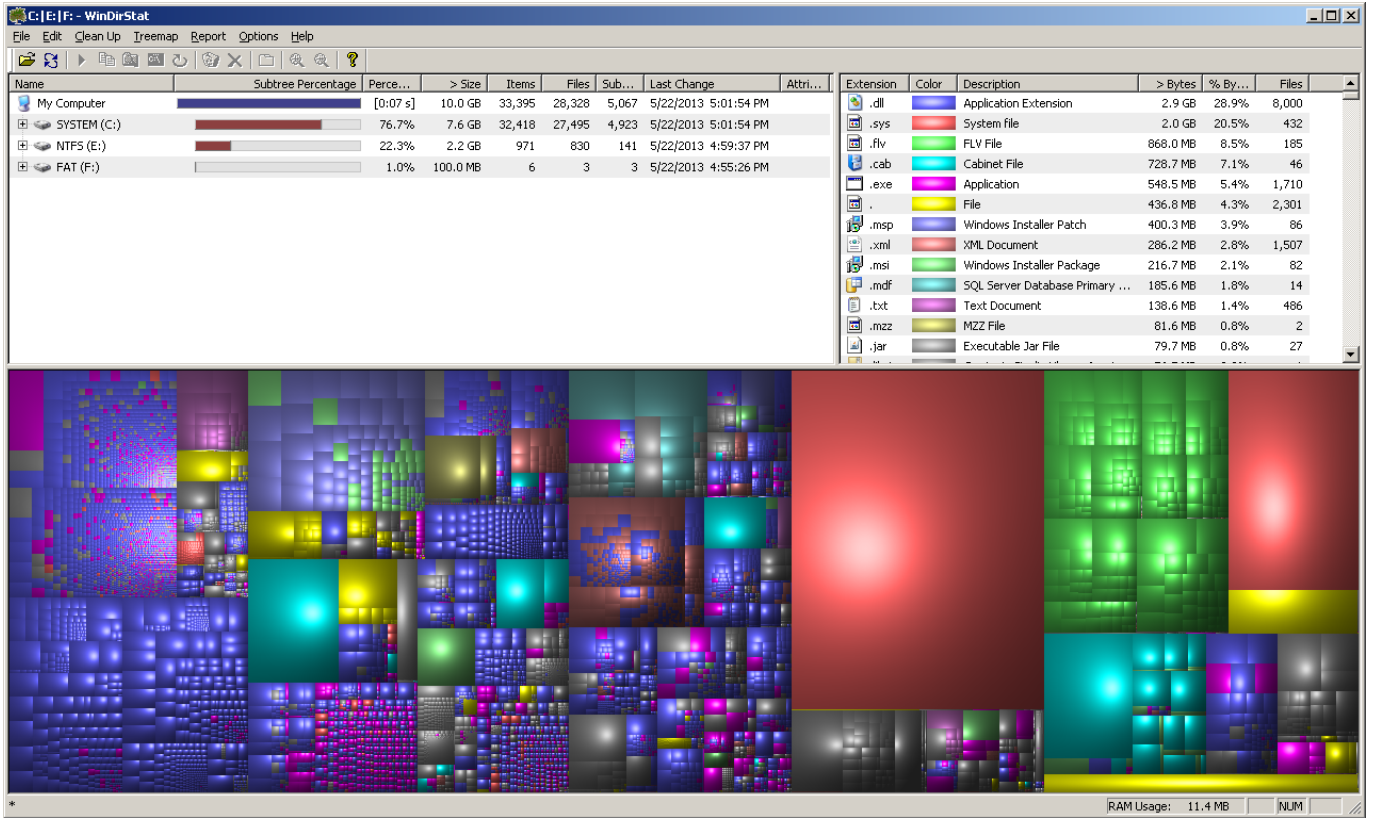 C:|E:|F: - WinDirStat
File Edit Clean Up Treemap Report Options Help
Name Subtree Percentage Perce... > Size Items Files Sub... Last Change Attri...
My Computer [0:07 s] 10.0 GB 33,395 28,328 5,067 5/22/2013 5:01:54 PM
SYSTEM (C:) 76.7% 7.6 GB 32,418 27,495 4,923 5/22/2013 5:01:54 PM
NTFS (E:) 22.3% 2.2 GB 971 830 141 5/22/2013 4:59:37 PM
FAT (F:) 1.0% 100.0 MB 6 3 3 5/22/2013 4:55:26 PM
Extension Color Description > Bytes % By... Files
.dll Application Extension 2.9 GB 28.9% 8,000
.sys System file 2.0 GB 20.5% 432
.flv FLV File 868.0 MB 8.5% 185
.cab Cabinet File 728.7 MB 7.1% 46
.exe Application 548.5 MB 5.4% 1,710
. File 436.8 MB 4.3% 2,301
.msp Windows Installer Patch 400.3 MB 3.9% 86
.xml XML Document 286.2 MB 2.8% 1,507
.msi Windows Installer Package 216.7 MB 2.1% 82
.mdf SQL Server Database Primary ... 185.6 MB 1.8% 14
.txt Text Document 138.6 MB 1.4% 486
.mzz MZZ File 81.6 MB 0.8% 2
.jar Executable Jar File 79.7 MB 0.8% 27
* RAM Usage: 11.4 MB NUM